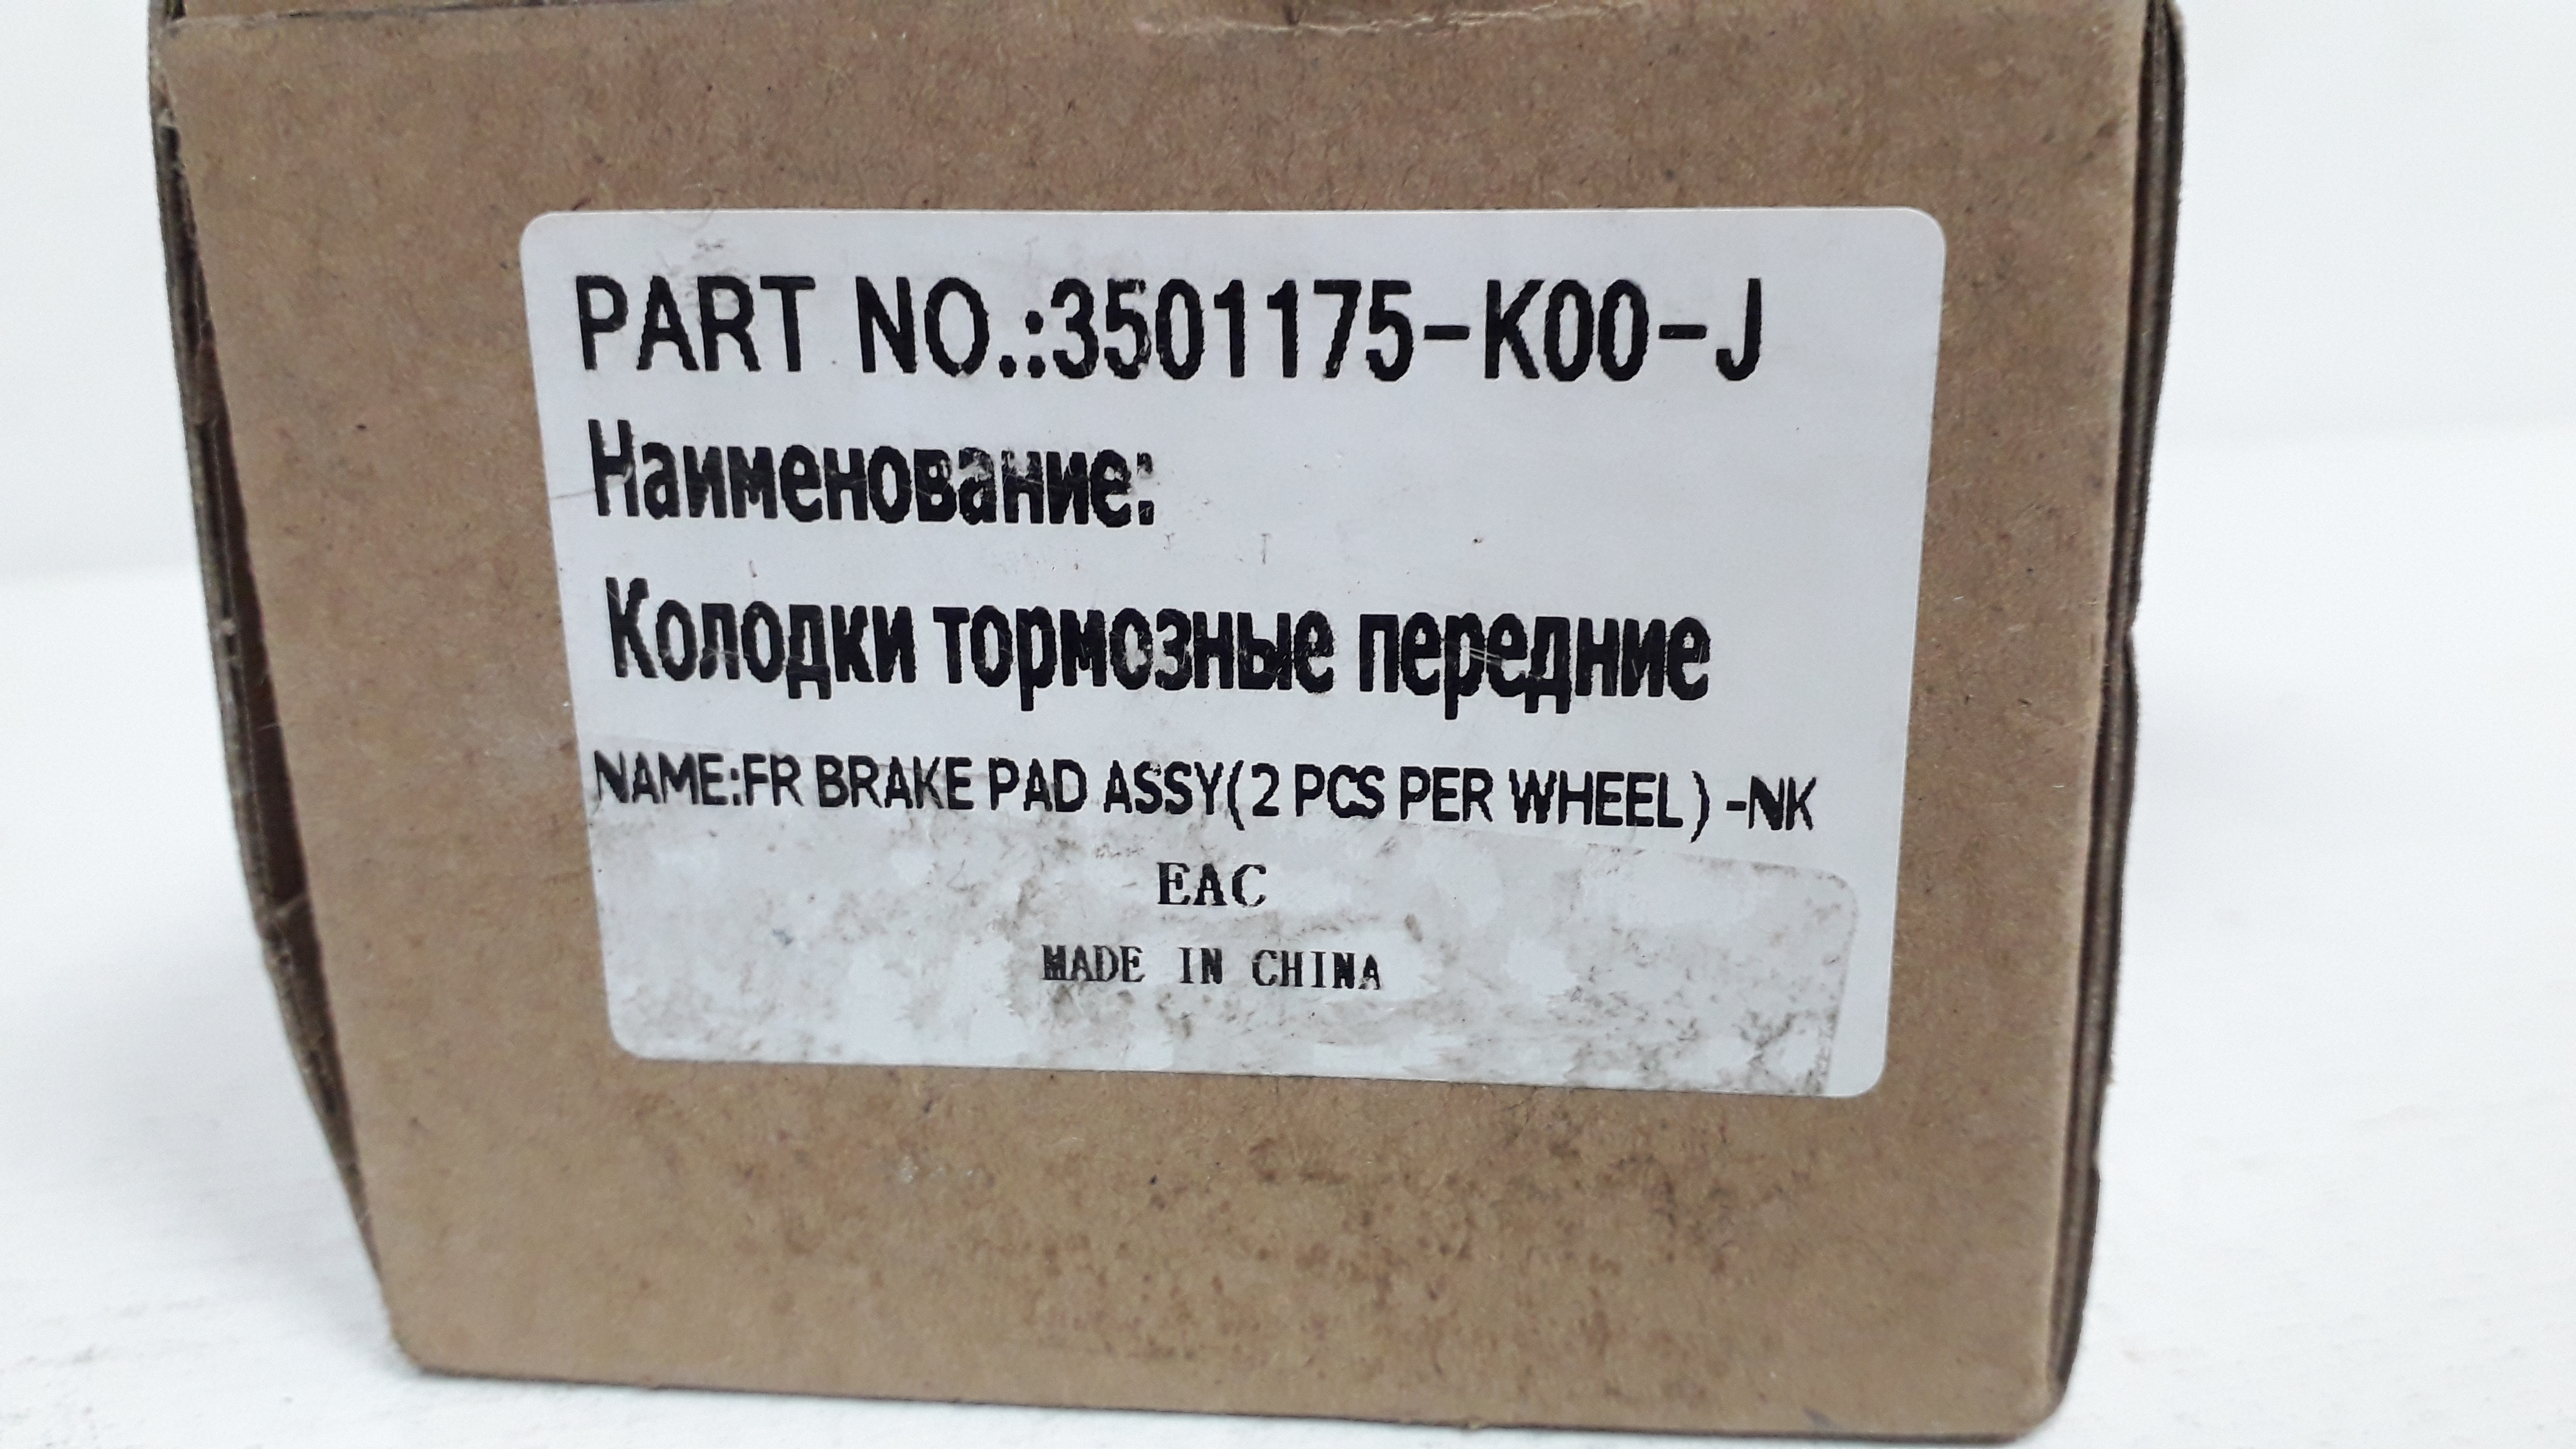 PART NO.:3501175-K00-J
Наименование:
Колодки тормозные передние
NAME:FR BRAKE PAD ASSY(2 PCS PER WHEEL) -NK
EAC
MADE IN CHINA